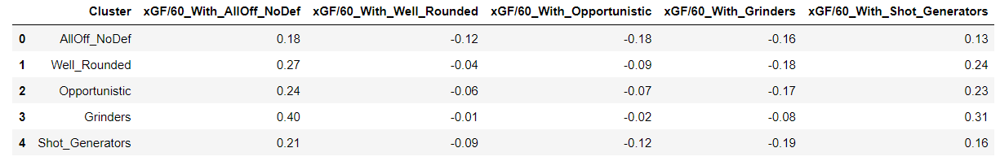 Cluster xGF/60_With_AllOff_NoDef xGF/60_With_Well_Rounded xGF/60_With_Opportunistic xGF/60_With_Grinders xGF/60_With_Shot_Generators
0 AllOff_NoDef 0.18 -0.12 -0.18 -0.16 0.13
1 Well_Rounded 0.27 -0.04 -0.09 -0.18 0.24
2 Opportunistic 0.24 -0.06 -0.07 -0.17 0.23
3 Grinders 0.40 -0.01 -0.02 -0.08 0.31
4 Shot_Generators 0.21 -0.09 -0.12 -0.19 0.16